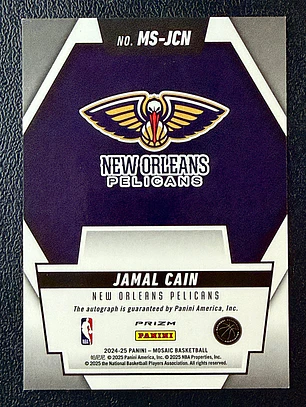 NO. MS-JCN
NEW ORLEANS
PELICANS
JAMAL CAIN
NEW ORLEANS PELICANS
The autograph is guaranteed by Panini America, Inc.
PRIZM
NBA
PANINI
2024-25 PANINI – MOSAIC BASKETBALL
© 2025 Panini America, Inc. © 2025 NBA Properties, Inc.
© 2025 the National Basketball Players Association. All rights reserved.